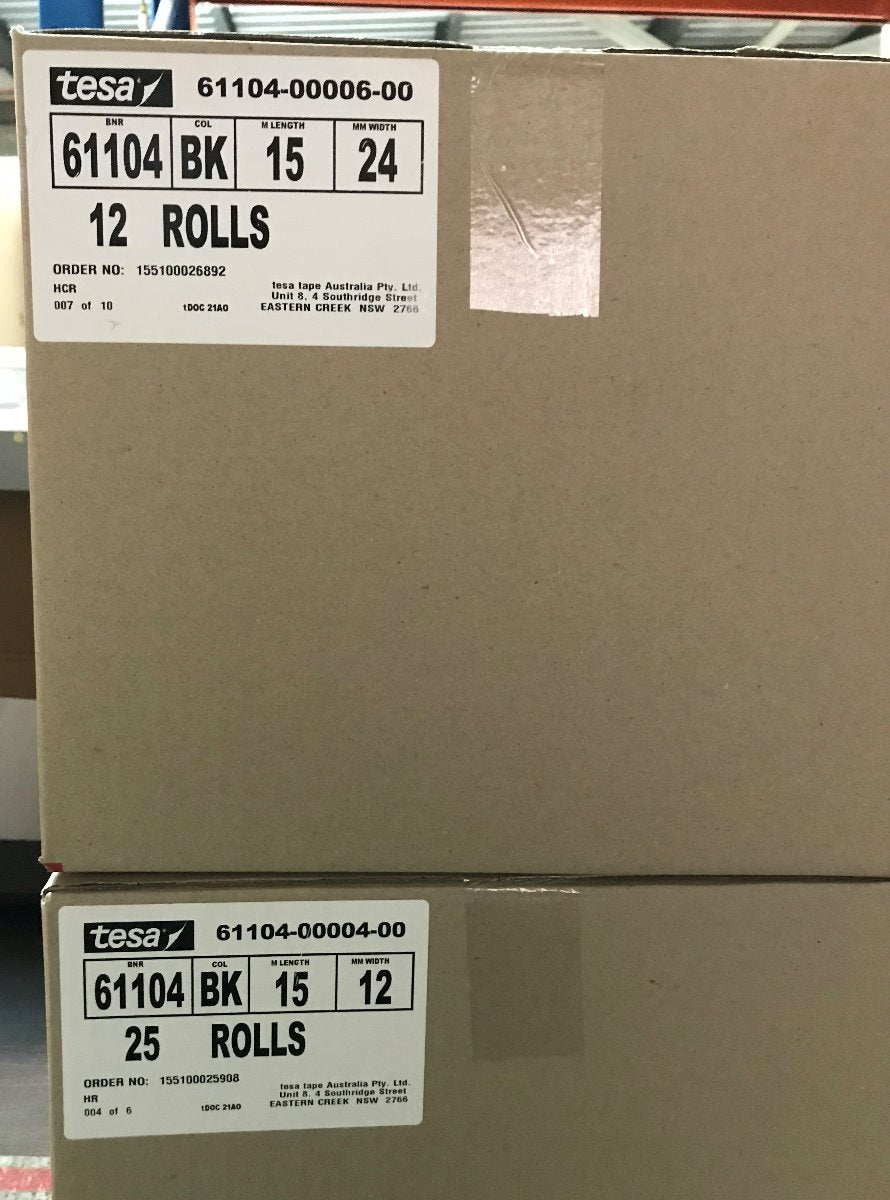 tesa 61104-00006-00
BNR COL M LENGTH MM WIDTH
61104 BK 15 24
12 ROLLS
ORDER NO: 155100026892
HCR tesa tape Australia Pty. Ltd.
Unit 8, 4 Southridge Street
007 of 10 tDOC 21AO EASTERN CREEK NSW 2766
tesa 61104-00004-00
BNR COL M LENGTH MM WIDTH
61104 BK 15 12
25 ROLLS
ORDER NO: 155100025908
tesa tape Australia Pty. Ltd.
HR Unit 8, 4 Southridge Street
004 of 6 tDOC 21AO EASTERN CREEK NSW 2766